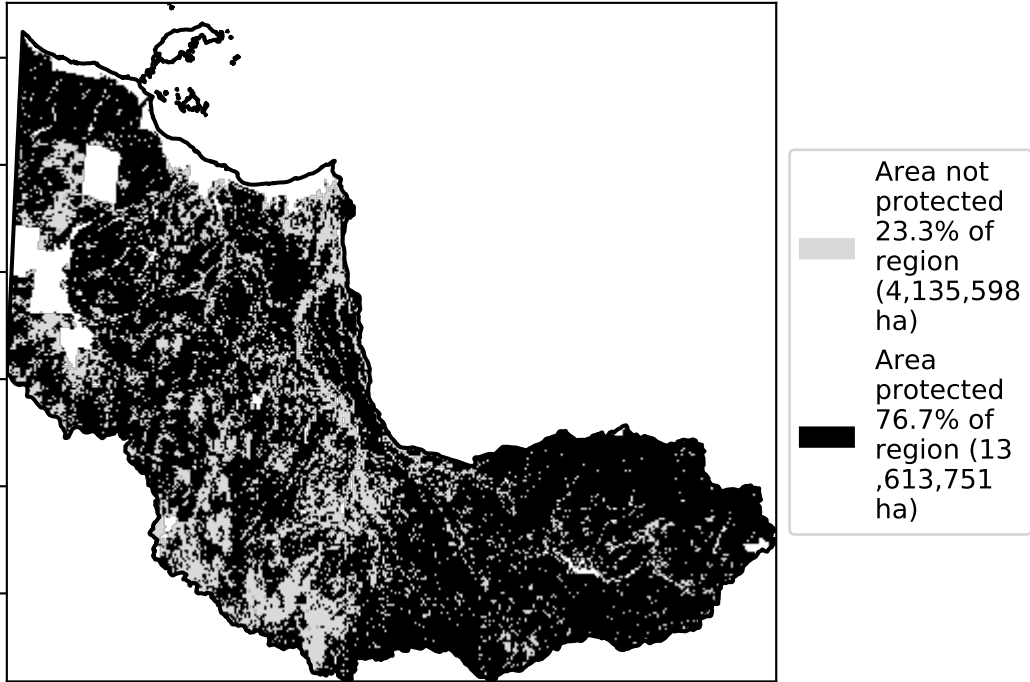 Area not
protected
23.3% of
region
(4,135,598
ha)
Area
protected
76.7% of
region (13
,613,751
ha)